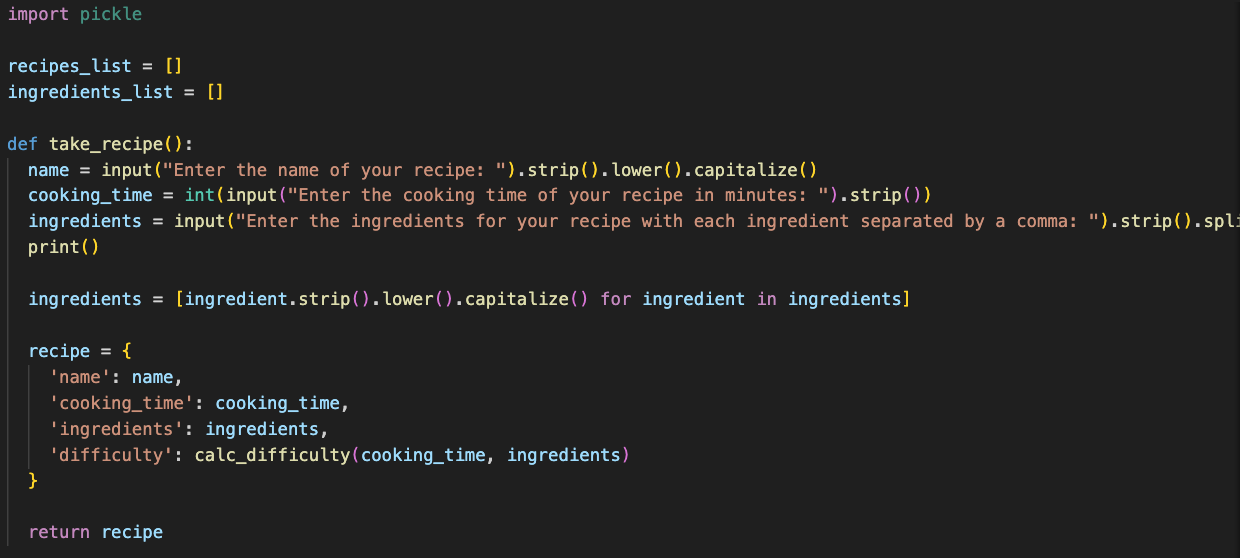 import pickle

recipes_list = []
ingredients_list = []

def take_recipe():
  name = input("Enter the name of your recipe: ").strip().lower().capitalize()
  cooking_time = int(input("Enter the cooking time of your recipe in minutes: ").strip())
  ingredients = input("Enter the ingredients for your recipe with each ingredient separated by a comma: ").strip().spl
  print()

  ingredients = [ingredient.strip().lower().capitalize() for ingredient in ingredients]

  recipe = {
    'name': name,
    'cooking_time': cooking_time,
    'ingredients': ingredients,
    'difficulty': calc_difficulty(cooking_time, ingredients)
  }

  return recipe